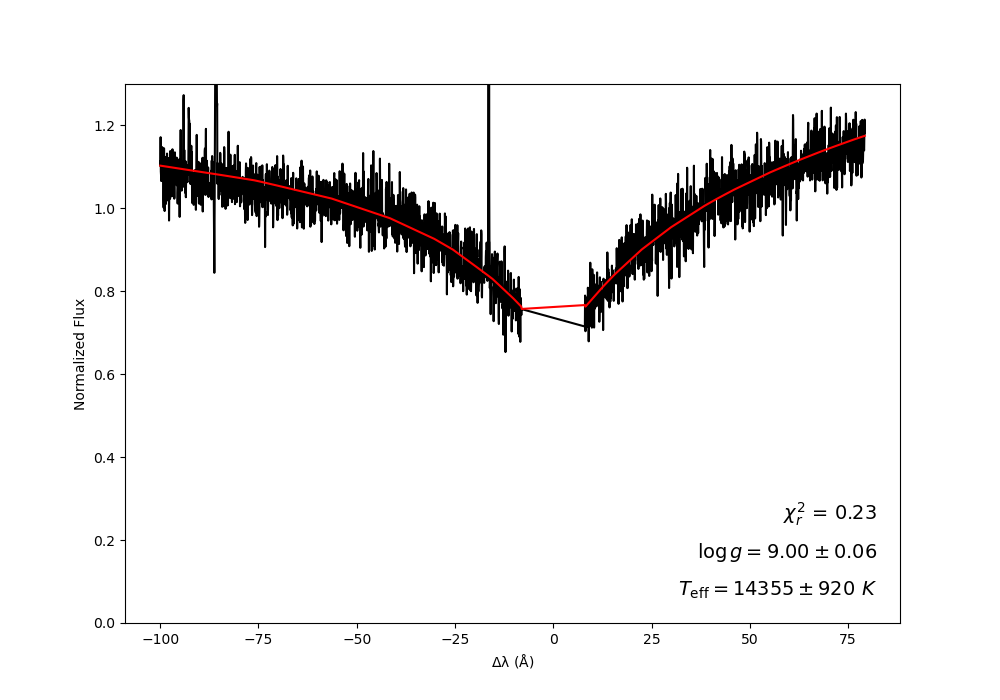 Normalized Flux
1.2
1.0
0.8
0.6
0.4
0.2
0.0
χ²ᵣ = 0.23
log g = 9.00 ± 0.06
T_eff = 14355 ± 920 K
−100 −75 −50 −25 0 25 50 75
Δλ (Å)